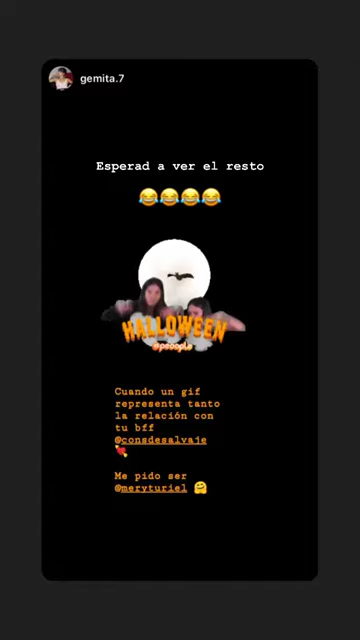 gemita.7
Esperad a ver el resto
😂😂😂😂
HALLOWEEN
@peoople
Cuando un gif
representa tanto
la relación con
tu bff
@consdesalvaje
💘
Me pido ser
@meryturiel 🤗